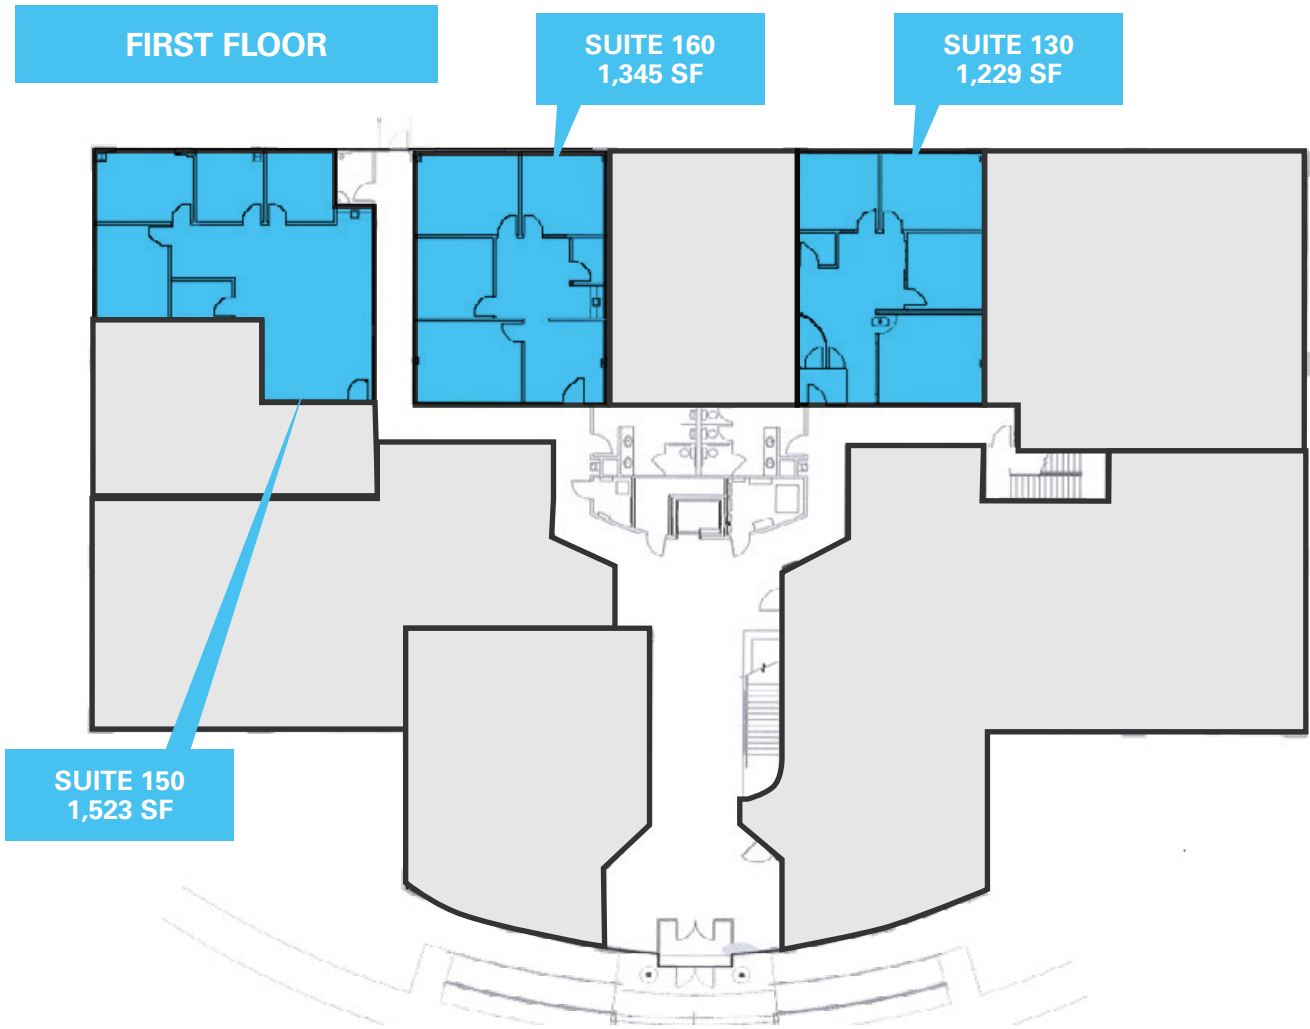 FIRST FLOOR
SUITE 160
1,345 SF
SUITE 130
1,229 SF
SUITE 150
1,523 SF